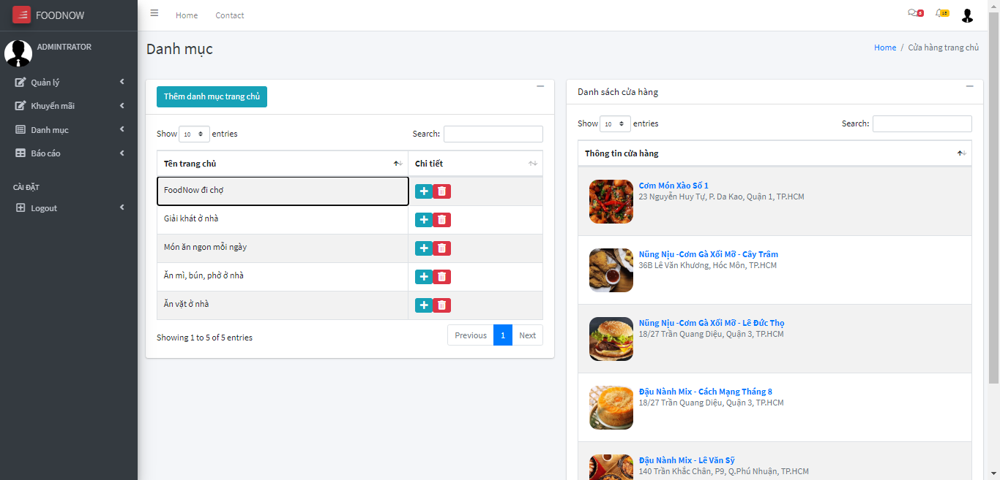 FOODNOW
Home
Contact
5
15
ADMINTRATOR
Quản lý
Khuyến mãi
Danh mục
Báo cáo
CÀI ĐẶT
Logout
Danh mục
Home / Cửa hàng trang chủ
Thêm danh mục trang chủ
Show 10 entries
Search:
Tên trang chủ
Chi tiết
FoodNow đi chợ
Giải khát ở nhà
Món ăn ngon mỗi ngày
Ăn mì, bún, phở ở nhà
Ăn vặt ở nhà
Showing 1 to 5 of 5 entries
Previous 1 Next
Danh sách cửa hàng
Show 10 entries
Search:
Thông tin cửa hàng
Cơm Món Xào Số 1
23 Nguyễn Huy Tự, P. Da Kao, Quận 1, TP.HCM
Nũng Nịu -Cơm Gà Xối Mỡ - Cây Trâm
36B Lê Văn Khương, Hóc Môn, TP.HCM
Nũng Nịu -Cơm Gà Xối Mỡ - Lê Đức Thọ
18/27 Trần Quang Diệu, Quận 3, TP.HCM
Đậu Nành Mix - Cách Mạng Tháng 8
18/27 Trần Quang Diệu, Quận 3, TP.HCM
Đậu Nành Mix - Lê Văn Sỹ
140 Trần Khắc Chân, P9, Q.Phú Nhuận, TP.HCM